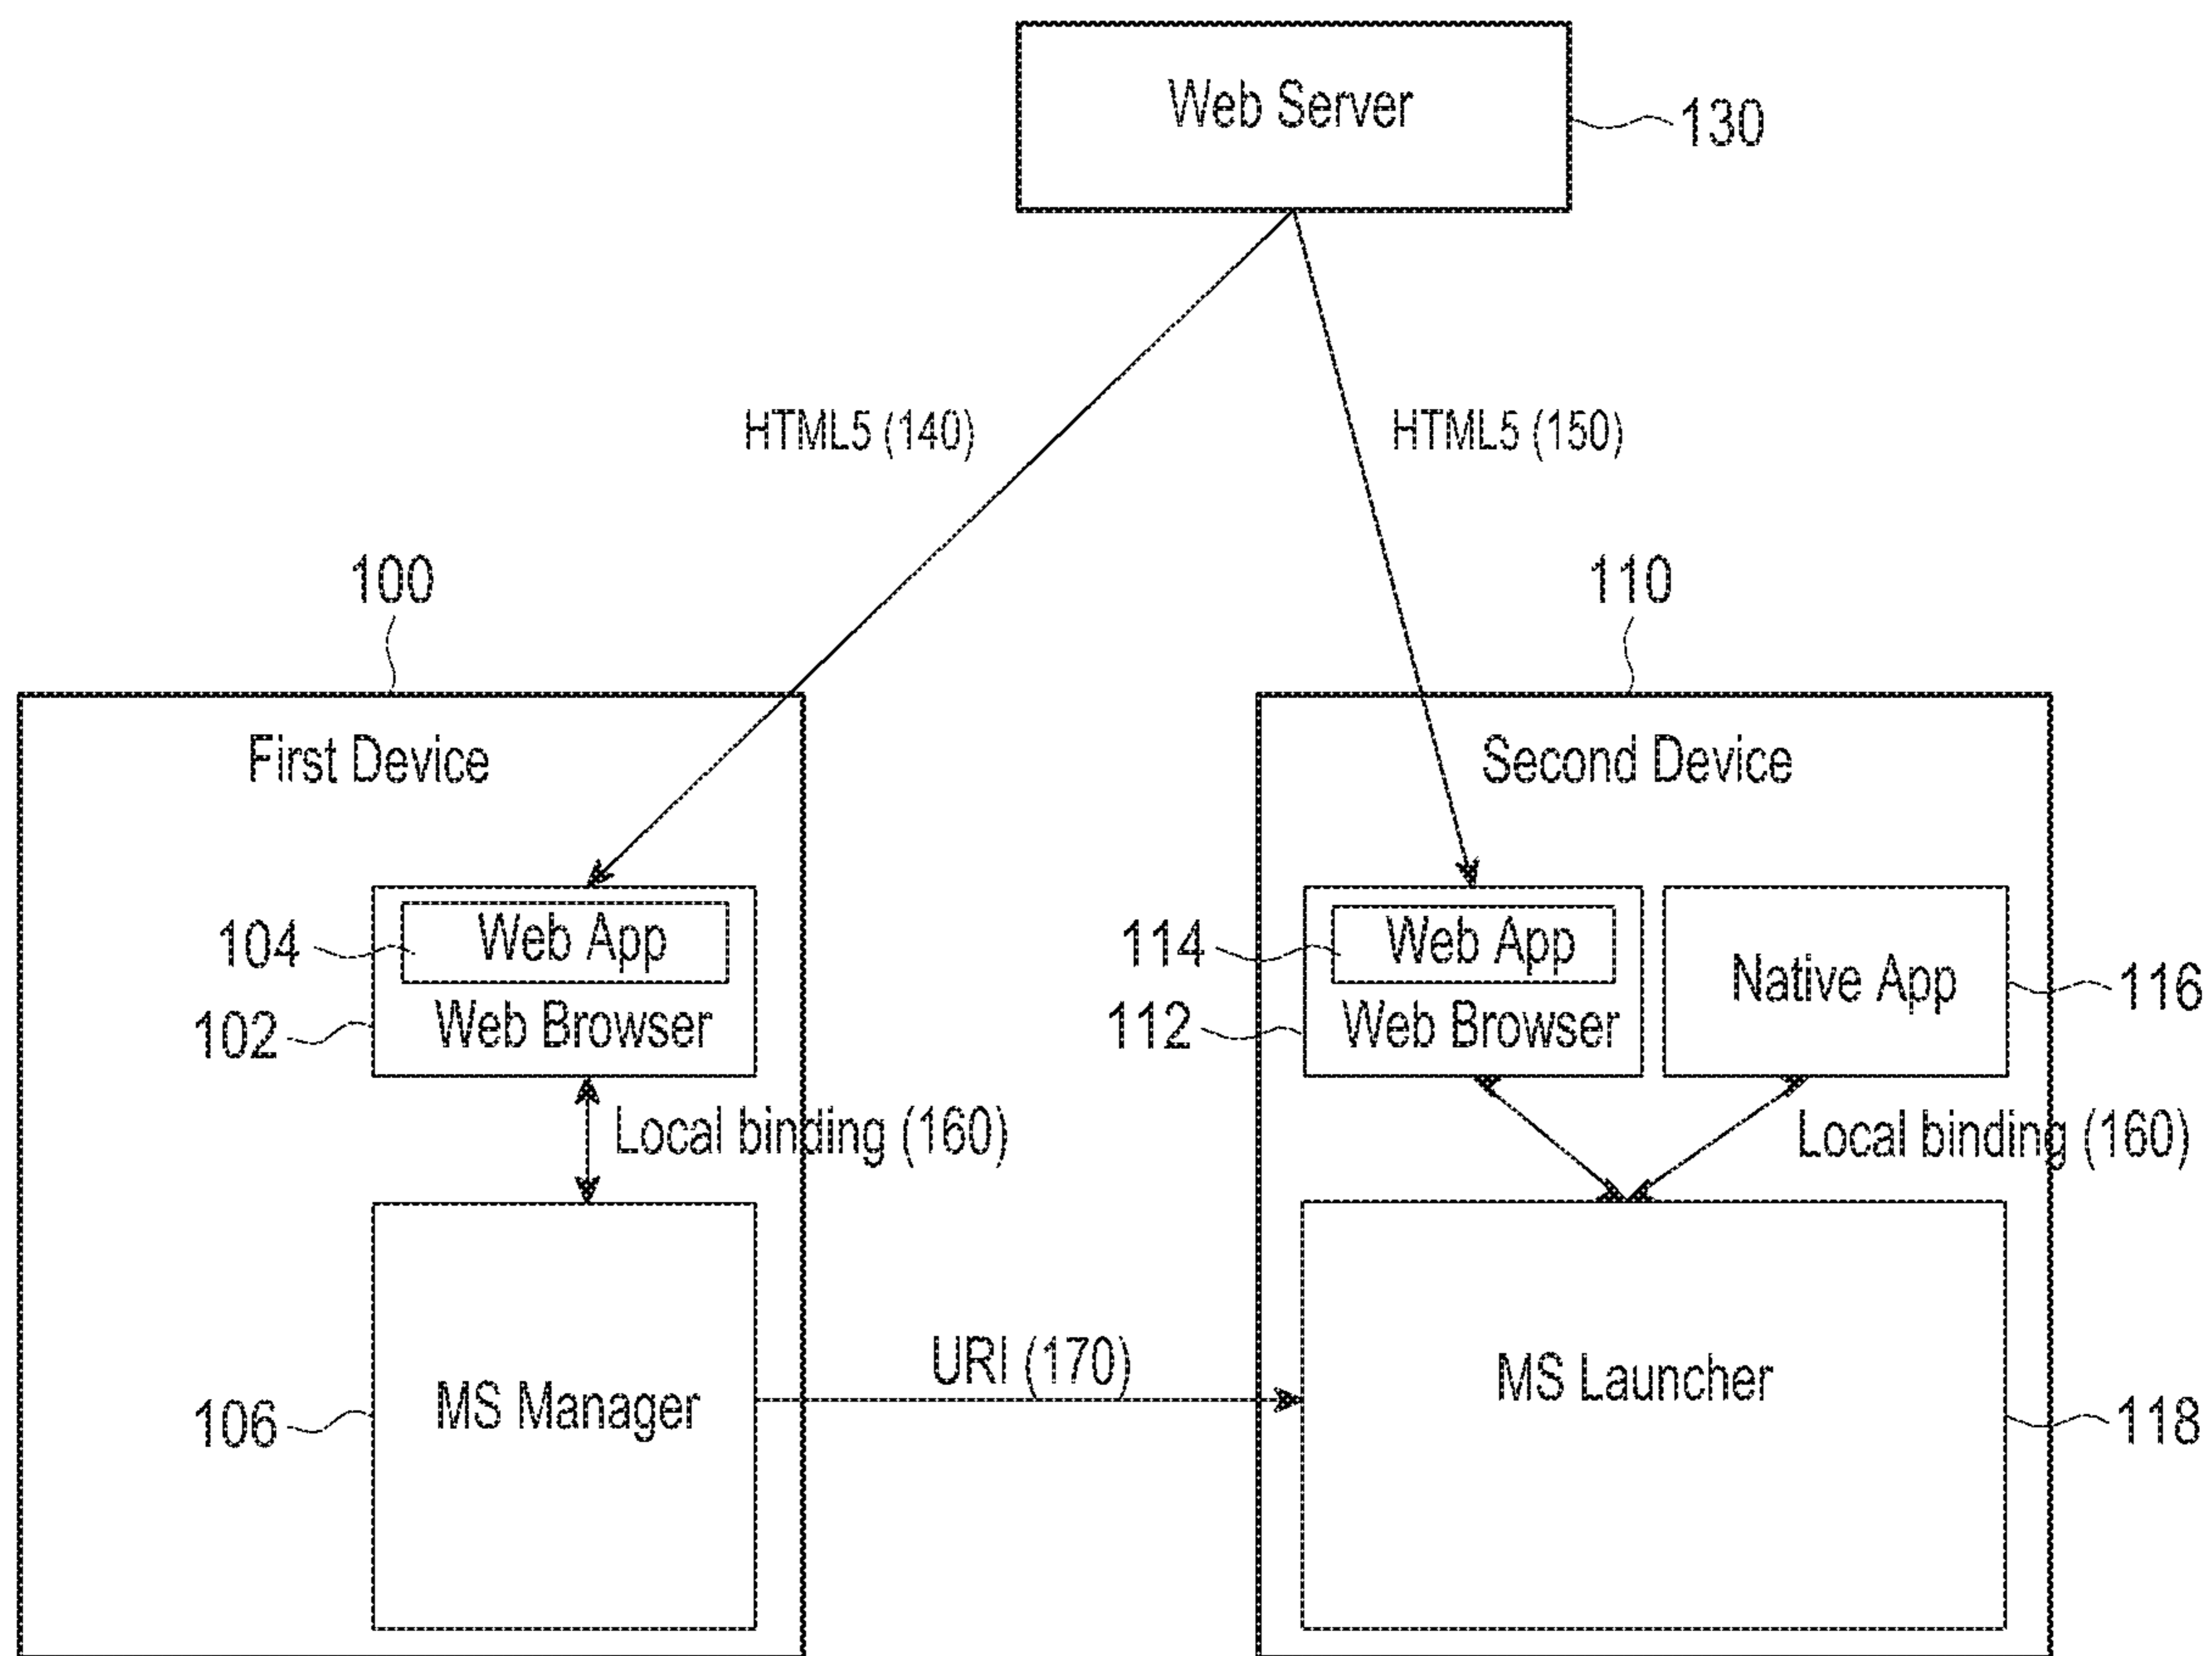 Web Server
130
HTML5 (140)
HTML5 (150)
100
110
First Device
Second Device
104
Web App
102
Web Browser
114
Web App
112
Web Browser
Native App
116
Local binding (160)
Local binding (160)
106
MS Manager
URI (170)
MS Launcher
118